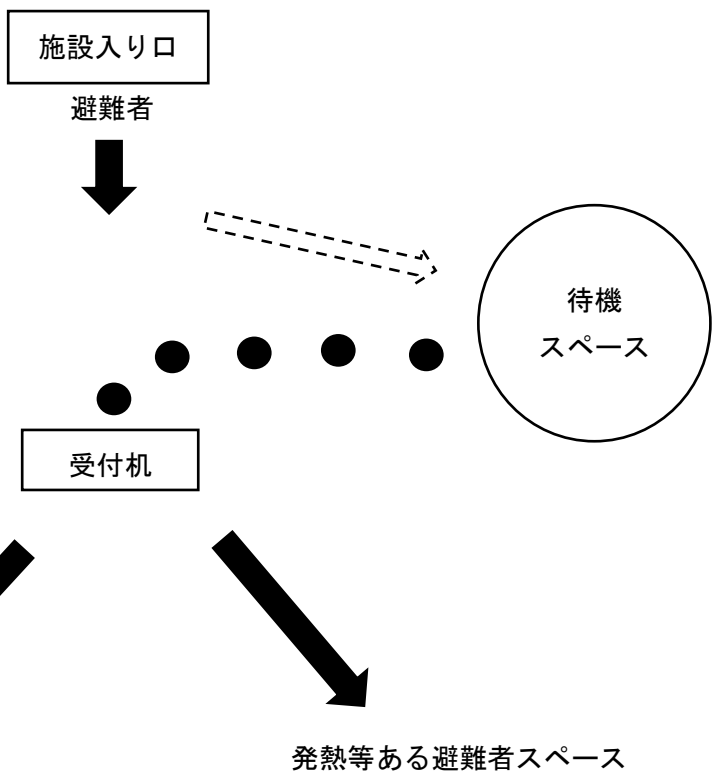 施設入り口
避難者
待機
スペース
受付机
発熱等ある避難者スペース